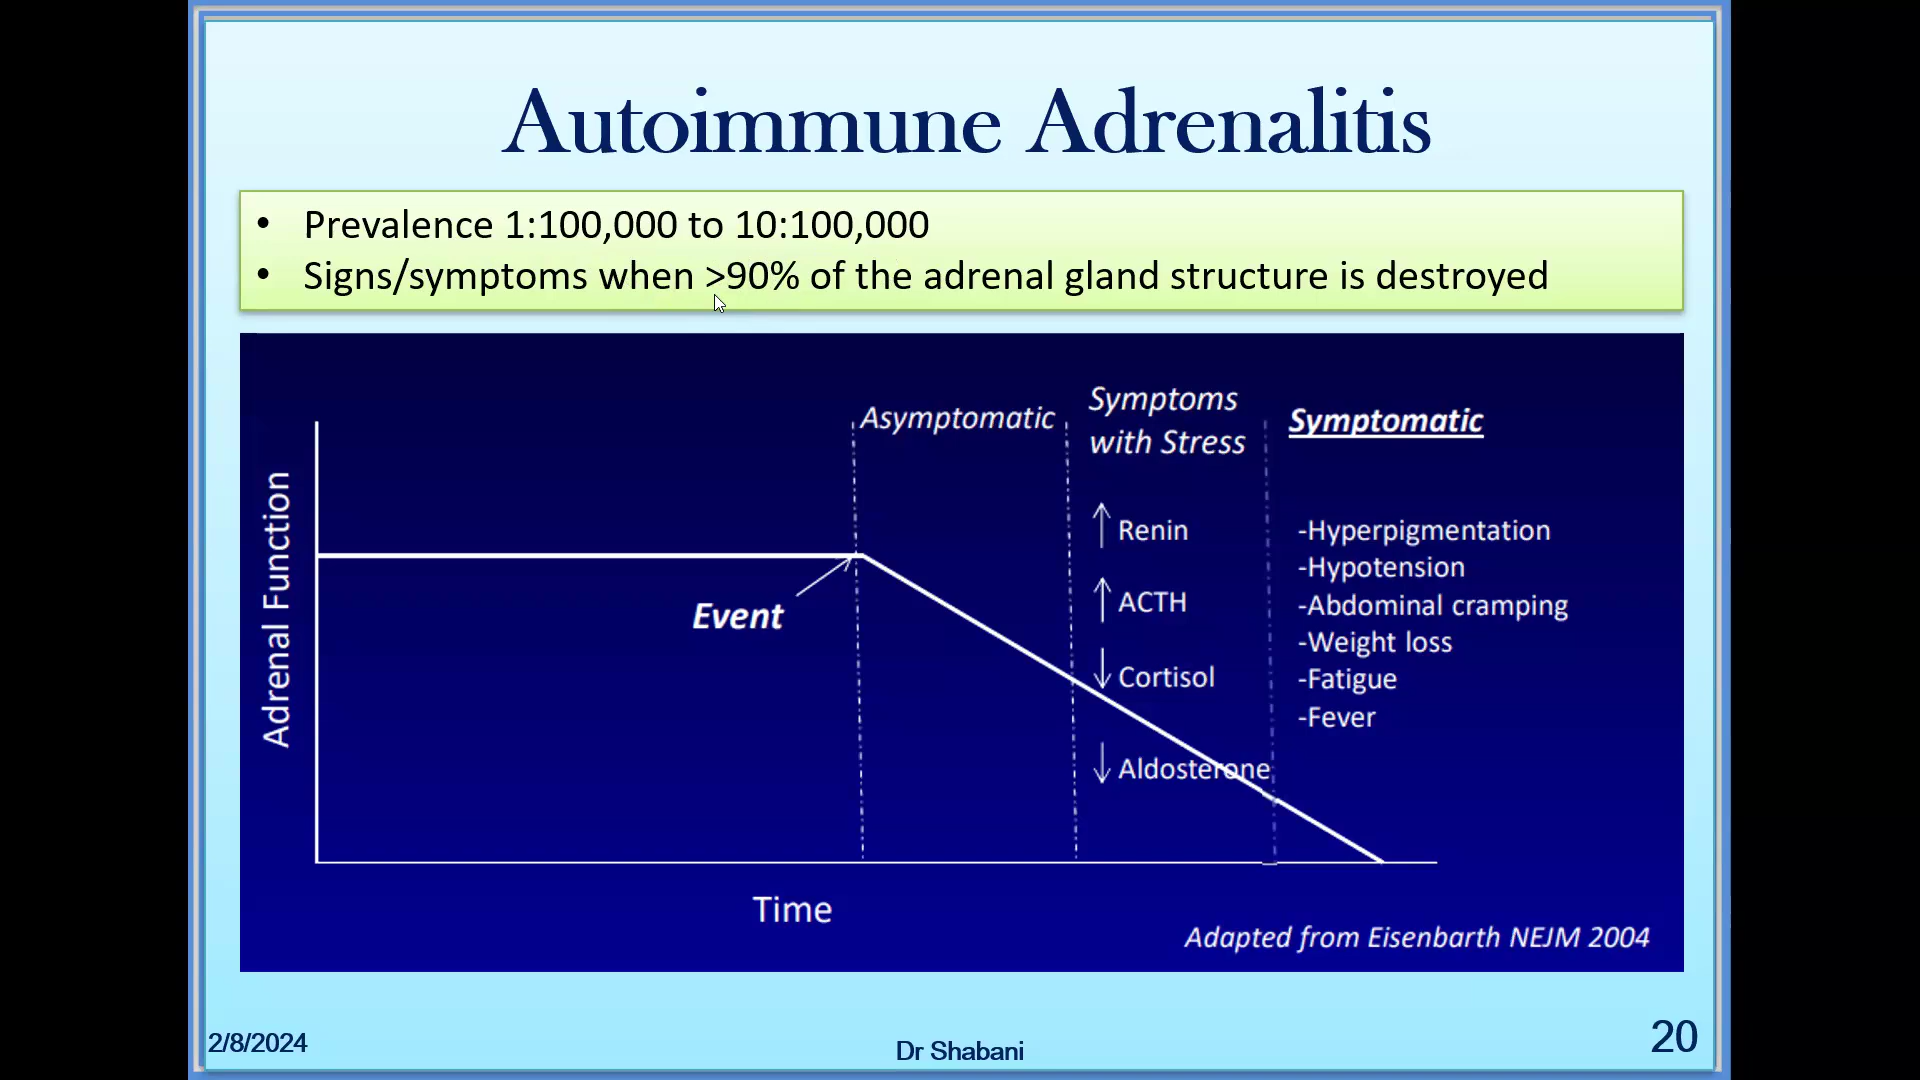 Autoimmune Adrenalitis
• Prevalence 1:100,000 to 10:100,000
• Signs/symptoms when >90% of the adrenal gland structure is destroyed
Adrenal Function
Event
Asymptomatic
Symptoms
with Stress
↑ Renin
↑ ACTH
↓ Cortisol
↓ Aldosterone
Symptomatic
-Hyperpigmentation
-Hypotension
-Abdominal cramping
-Weight loss
-Fatigue
-Fever
Time
Adapted from Eisenbarth NEJM 2004
2/8/2024
Dr Shabani
20